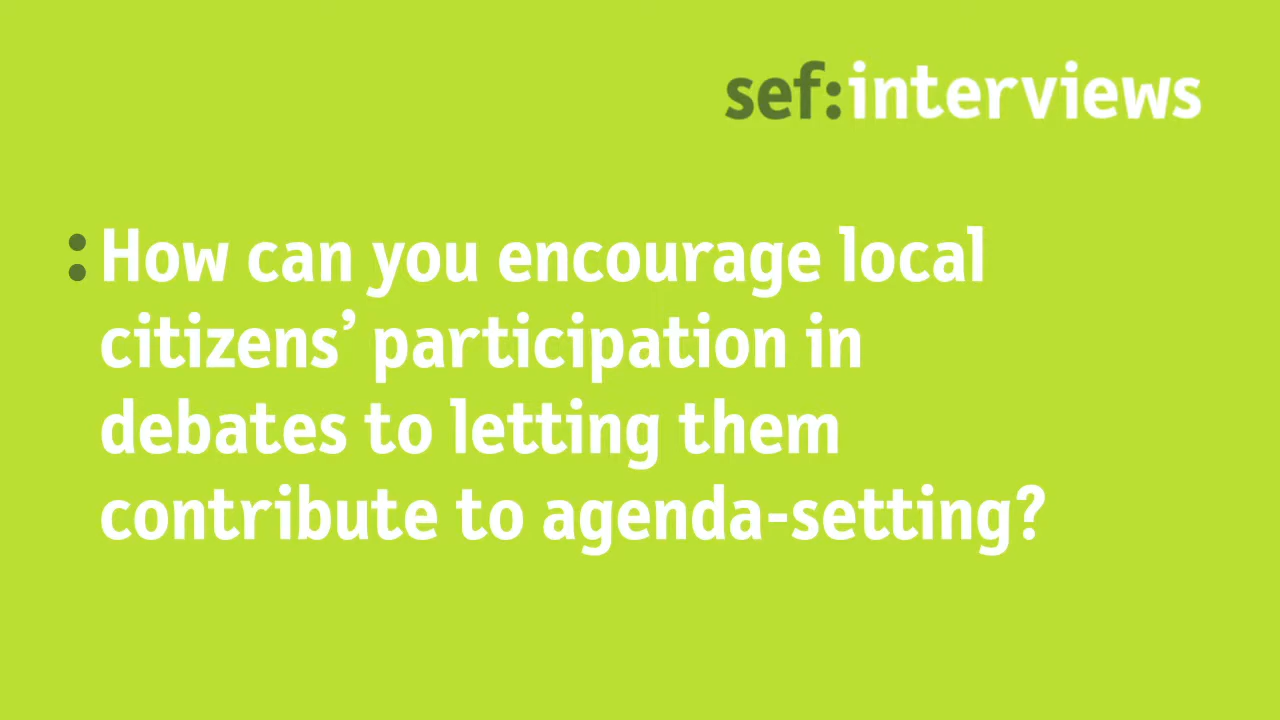 sef:interviews
:How can you encourage local
citizens’ participation in
debates to letting them
contribute to agenda-setting?